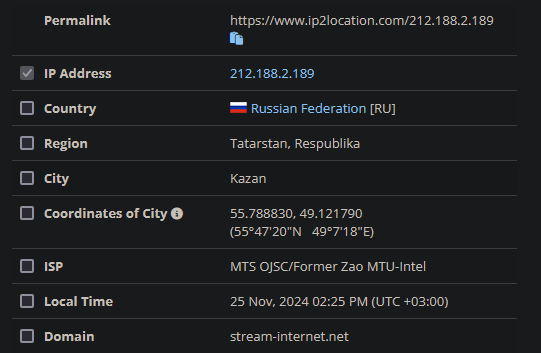 Permalink https://www.ip2location.com/212.188.2.189
IP Address 212.188.2.189
Country Russian Federation [RU]
Region Tatarstan, Respublika
City Kazan
Coordinates of City 55.788830, 49.121790
(55°47'20"N 49°7'18"E)
ISP MTS OJSC/Former Zao MTU-Intel
Local Time 25 Nov, 2024 02:25 PM (UTC +03:00)
Domain stream-internet.net